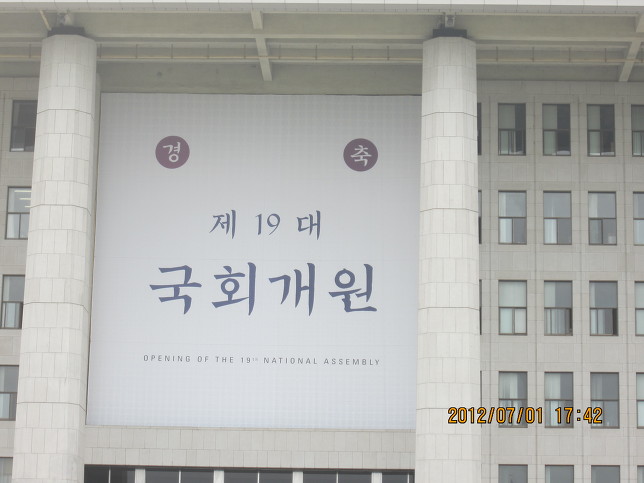 경 축
제 19 대
국회개원
OPENING OF THE 19th NATIONAL ASSEMBLY
2012/07/01 17:42